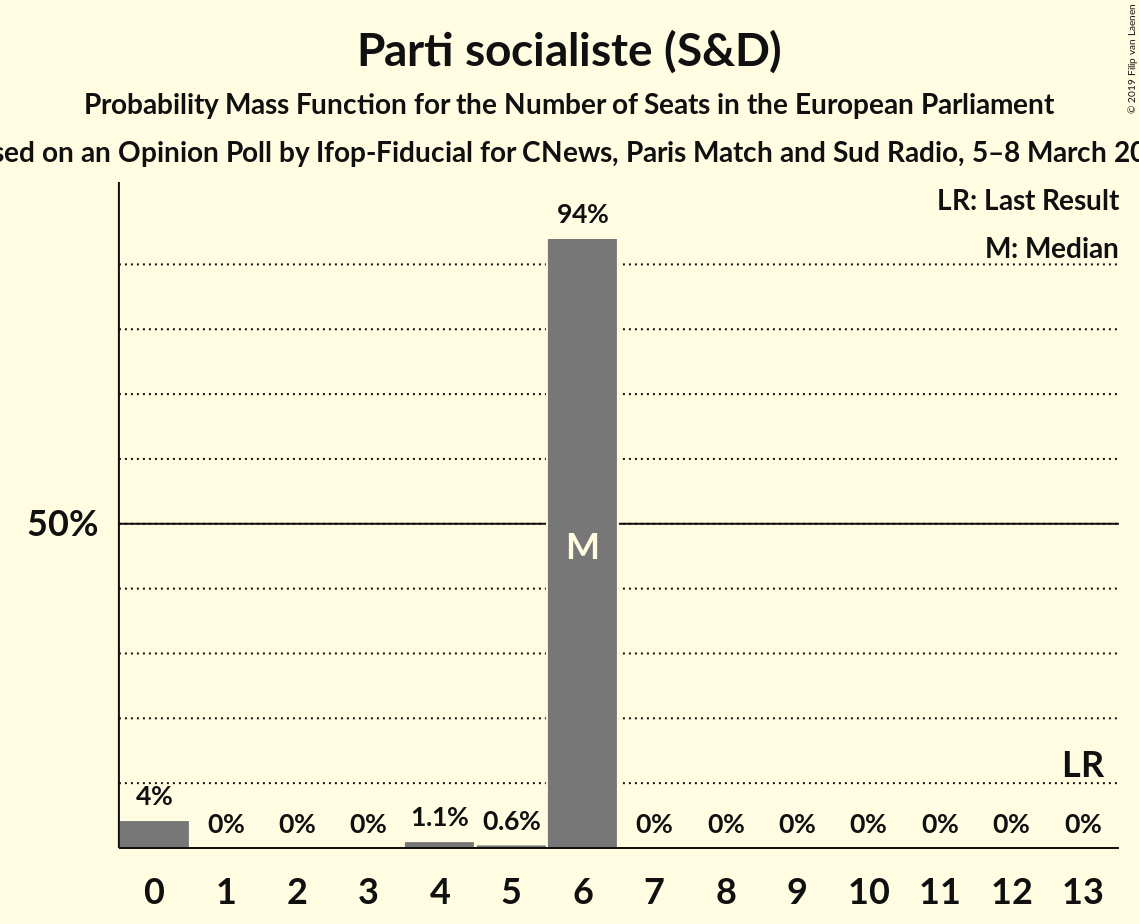 Parti socialiste (S&D)
Probability Mass Function for the Number of Seats in the European Parliament
on an Opinion Poll by Ifop-Fiducial for CNews, Paris Match and Sud Radio, 5–8 March
© 2019 Filip van Laenen
LR: Last Result
M: Median
94%
50%
M
LR
4% 0% 0% 0% 1.1% 0.6% 0% 0% 0% 0% 0% 0% 0%
0 1 2 3 4 5 6 7 8 9 10 11 12 13